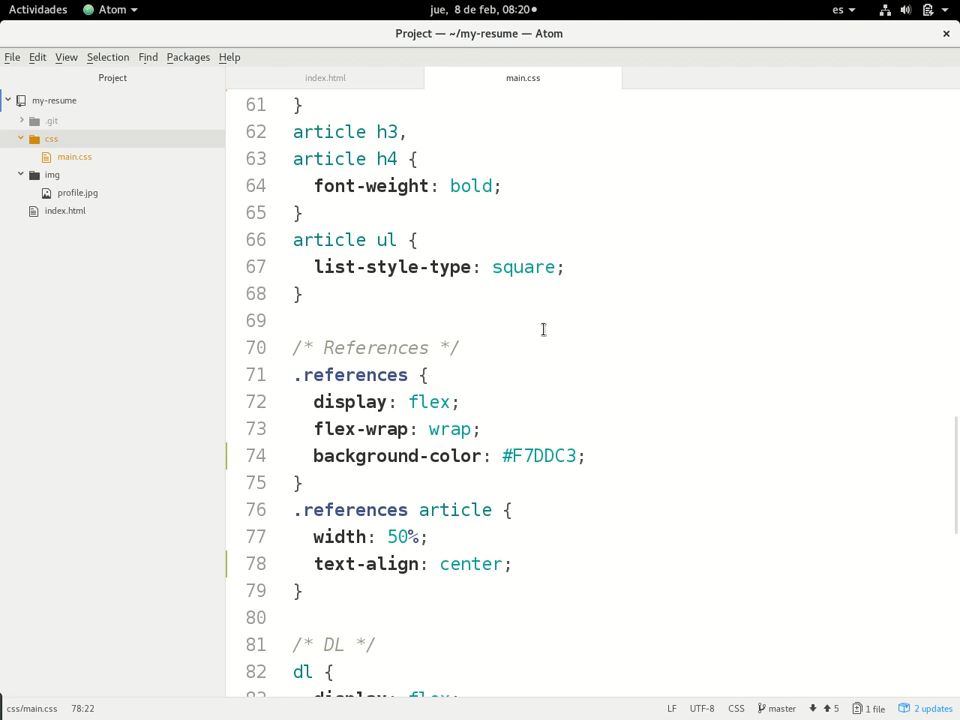 Actividades Atom jue, 8 de feb, 08:20 es
Project — ~/my-resume — Atom ×
File Edit View Selection Find Packages Help
Project index.html main.css
my-resume
.git
css
main.css
img
profile.jpg
index.html
61 }
62 article h3,
63 article h4 {
64 font-weight: bold;
65 }
66 article ul {
67 list-style-type: square;
68 }
69
70 /* References */
71 .references {
72 display: flex;
73 flex-wrap: wrap;
74 background-color: #F7DDC3;
75 }
76 .references article {
77 width: 50%;
78 text-align: center;
79 }
80
81 /* DL */
82 dl {
83 display: flex;
css/main.css 78:22 LF UTF-8 CSS master 5 1 file 2 updates